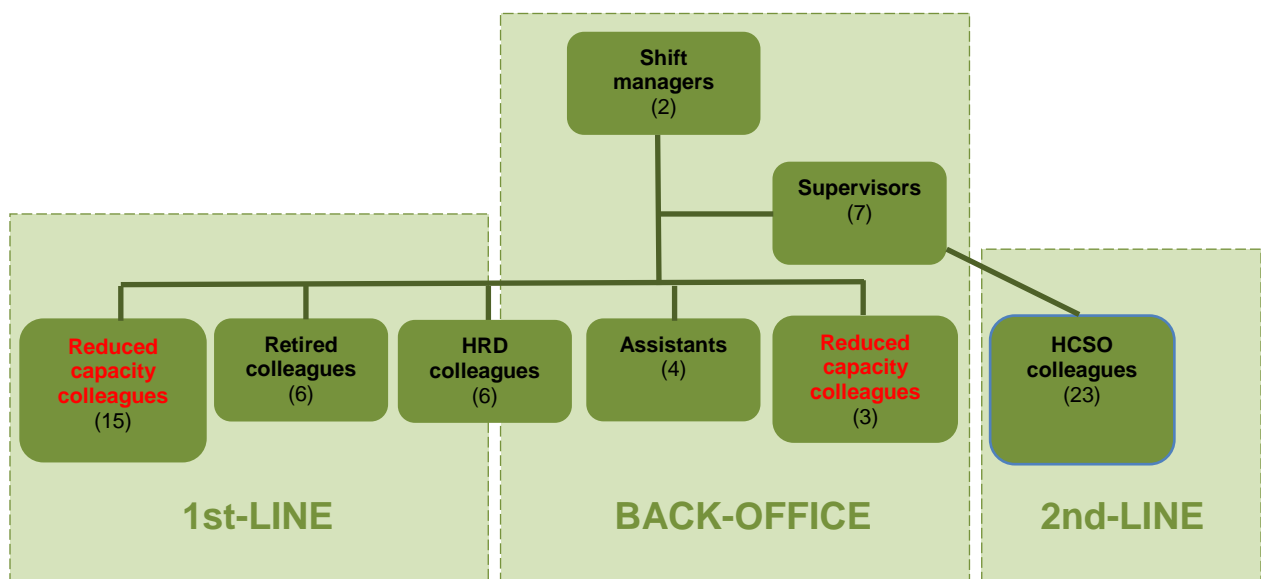 Shift
managers
(2)
Supervisors
(7)
Reduced
capacity
colleagues
(15)
Retired
colleagues
(6)
HRD
colleagues
(6)
Assistants
(4)
Reduced
capacity
colleagues
(3)
HCSO
colleagues
(23)
1st-LINE
BACK-OFFICE
2nd-LINE